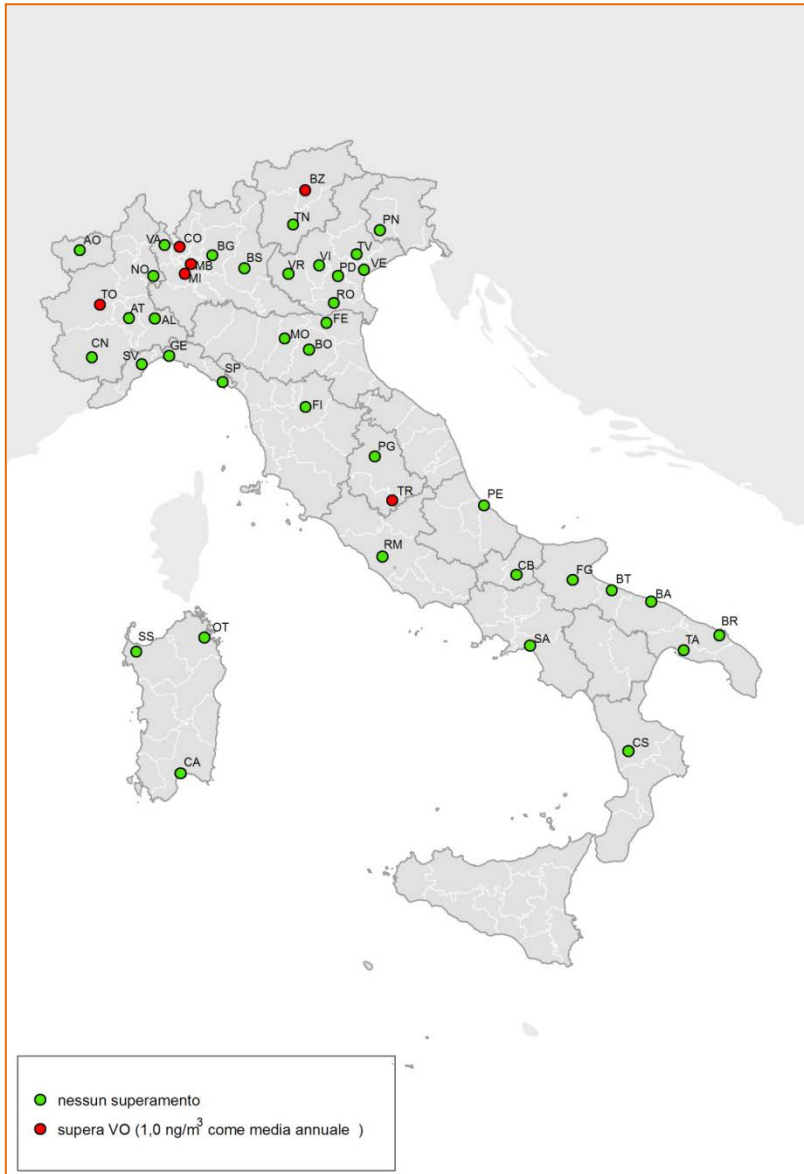 BZ
TN
PN
AO
VA
CO
BG
TV
VI
MB
BS
VR
PD
VE
NO
MI
TO
RO
AT
AL
FE
MO
BO
CN
SV
GE
SP
FI
PG
TR
PE
RM
CB
FG
BT
BA
BR
SS
OT
SA
TA
CS
CA
nessun superamento
supera VO (1,0 ng/m³ come media annuale )